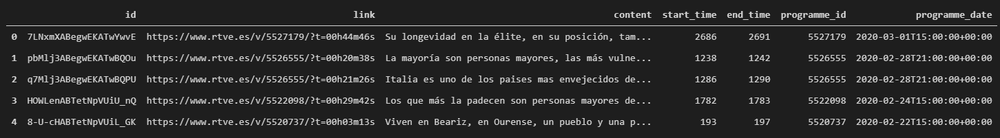 id link content start_time end_time programme_id programme_date
0 7LNxmXABegwEKATwYwvE https://www.rtve.es/v/5527179/?t=00h44m46s Su longevidad en la élite, en su posición, tam... 2686 2691 5527179 2020-03-01T15:00:00+00:00
1 pbMlj3ABegwEKATwBQOu https://www.rtve.es/v/5526555/?t=00h20m38s La mayoría son personas mayores, las más vulne... 1238 1242 5526555 2020-02-28T21:00:00+00:00
2 q7Mlj3ABegwEKATwBQPU https://www.rtve.es/v/5526555/?t=00h21m26s Italia es uno de los paises mas envejecidos de... 1286 1290 5526555 2020-02-28T21:00:00+00:00
3 HOWLenABTetNpVUiU_nQ https://www.rtve.es/v/5522098/?t=00h29m42s Los que más la padecen son personas mayores de... 1782 1783 5522098 2020-02-24T15:00:00+00:00
4 8-U-cHABTetNpVUiL_GK https://www.rtve.es/v/5520737/?t=00h03m13s Viven en Beariz, en Ourense, un pueblo y una p... 193 197 5520737 2020-02-22T15:00:00+00:00